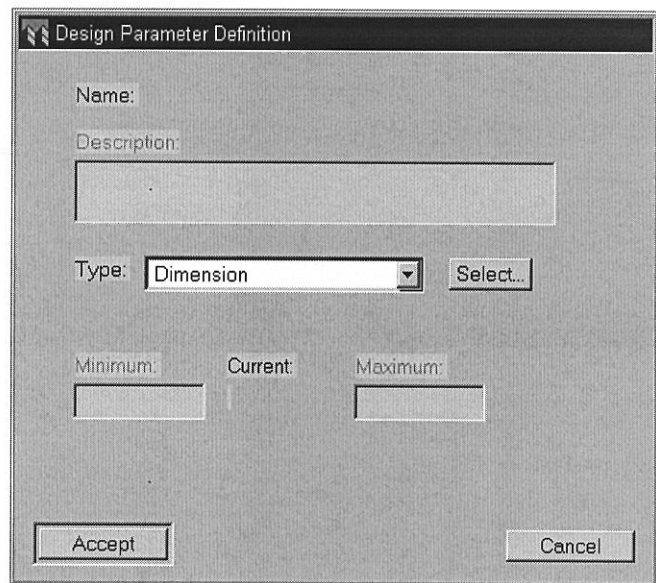 Design Parameter Definition
Name:
Description:
Type: Dimension Select...
Minimum: Current: Maximum:
Accept Cancel